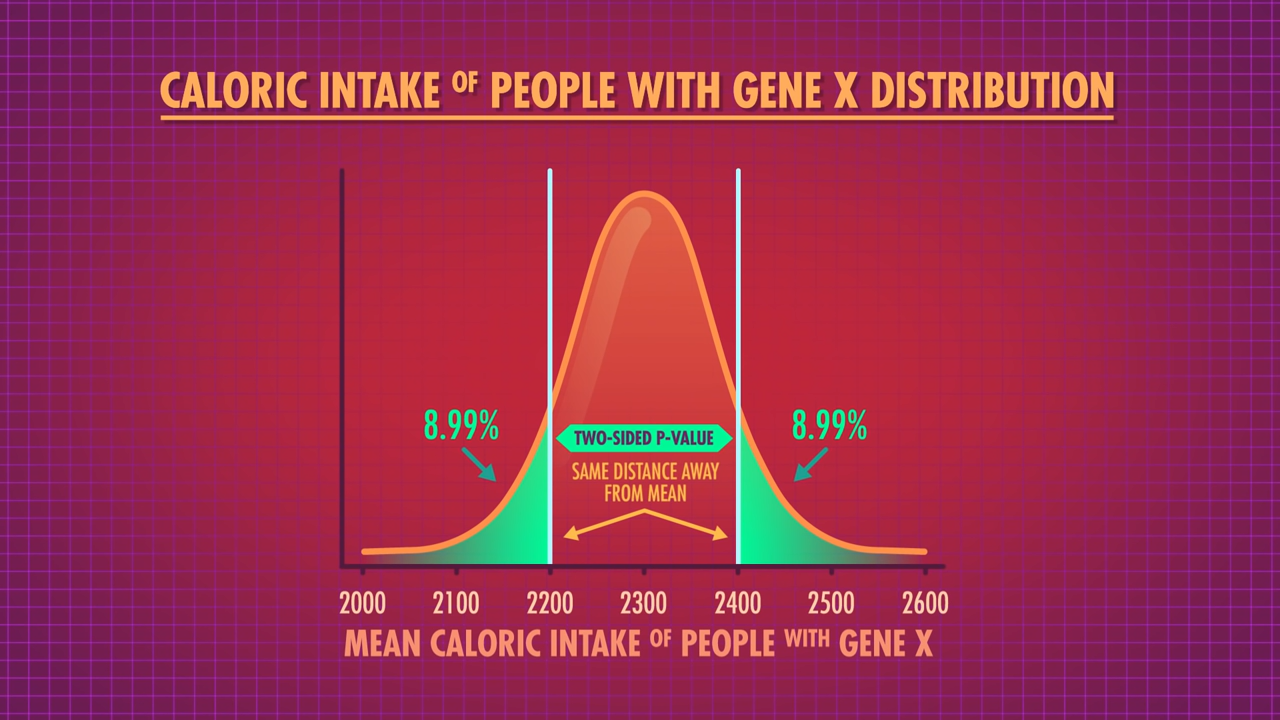 CALORIC INTAKE OF PEOPLE WITH GENE X DISTRIBUTION
8.99%
8.99%
TWO-SIDED P-VALUE
SAME DISTANCE AWAY
FROM MEAN
2000 2100 2200 2300 2400 2500 2600
MEAN CALORIC INTAKE OF PEOPLE WITH GENE X